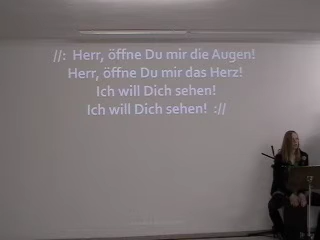 //: Herr, öffne Du mir die Augen!
Herr, öffne Du mir das Herz!
Ich will Dich sehen!
Ich will Dich sehen! ://